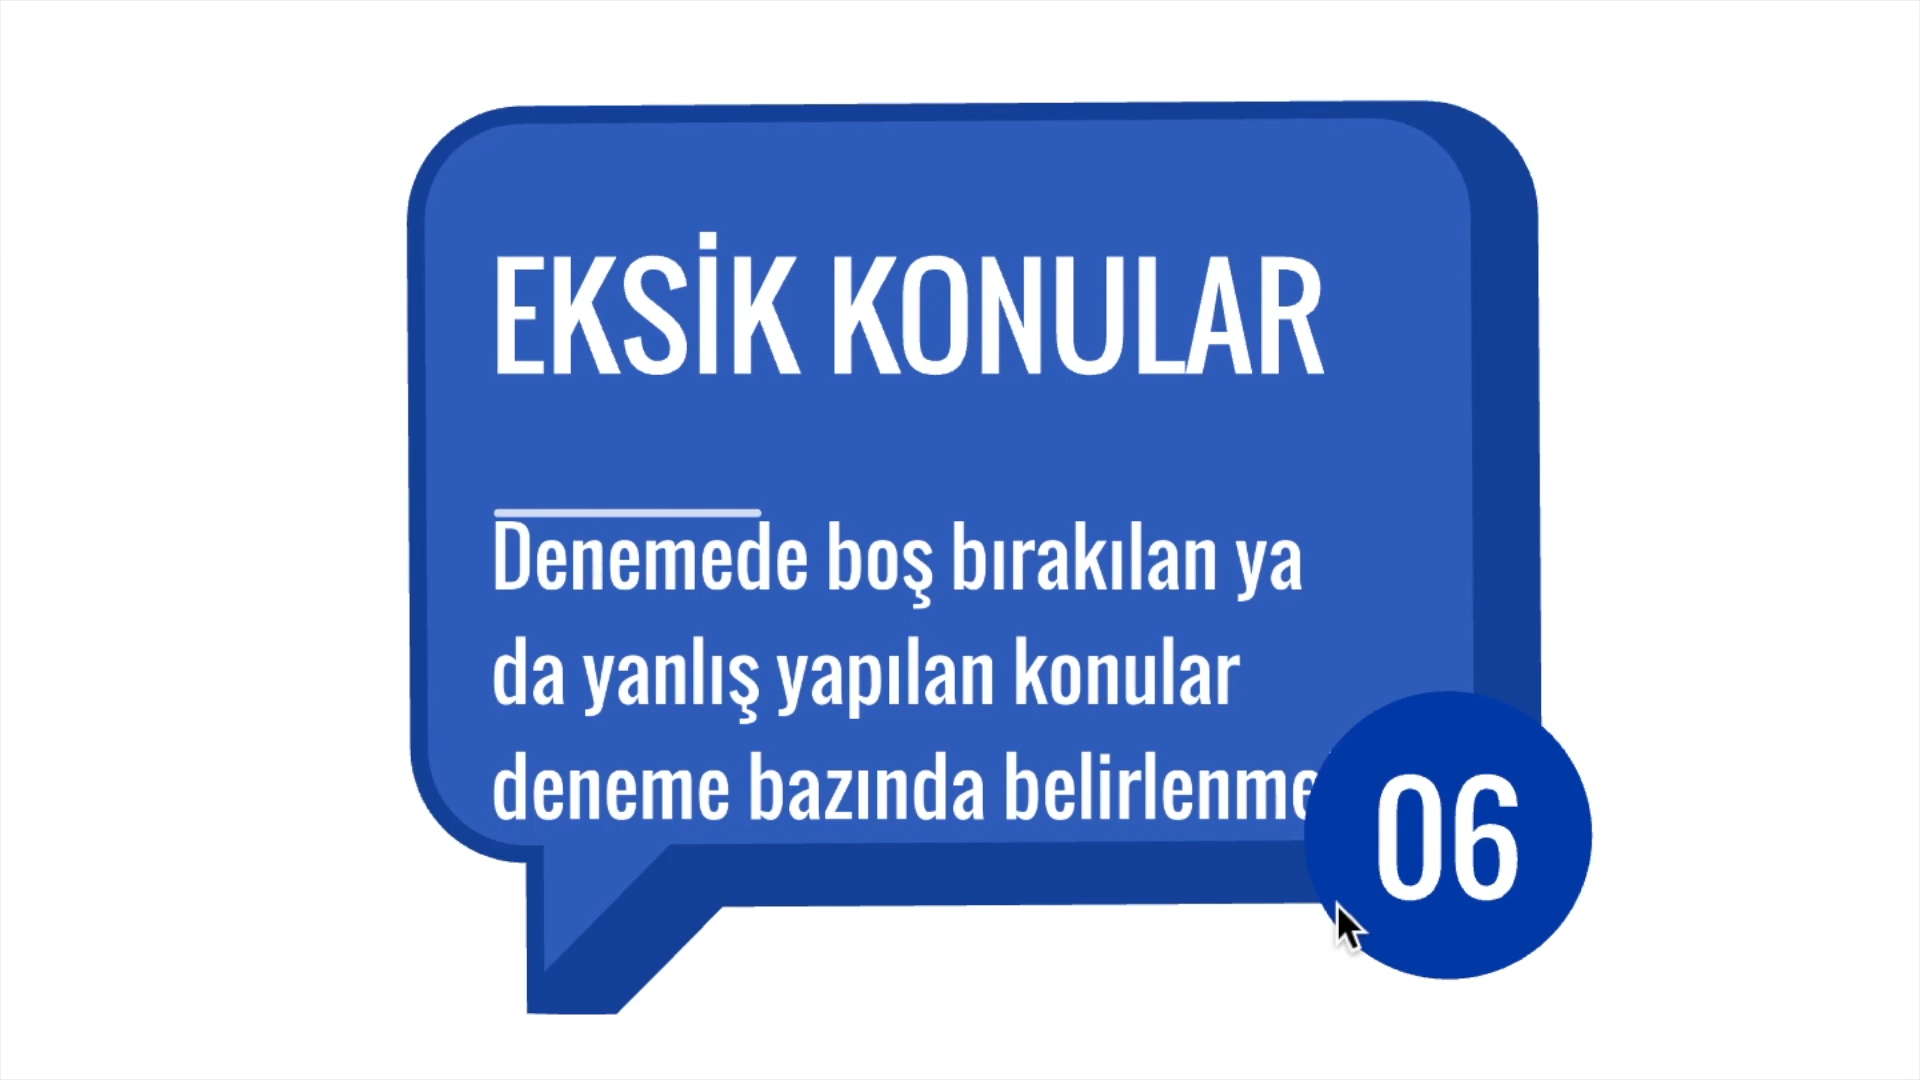 EKSİK KONULAR
Denemede boş bırakılan ya
da yanlış yapılan konular
deneme bazında belirlenme
06